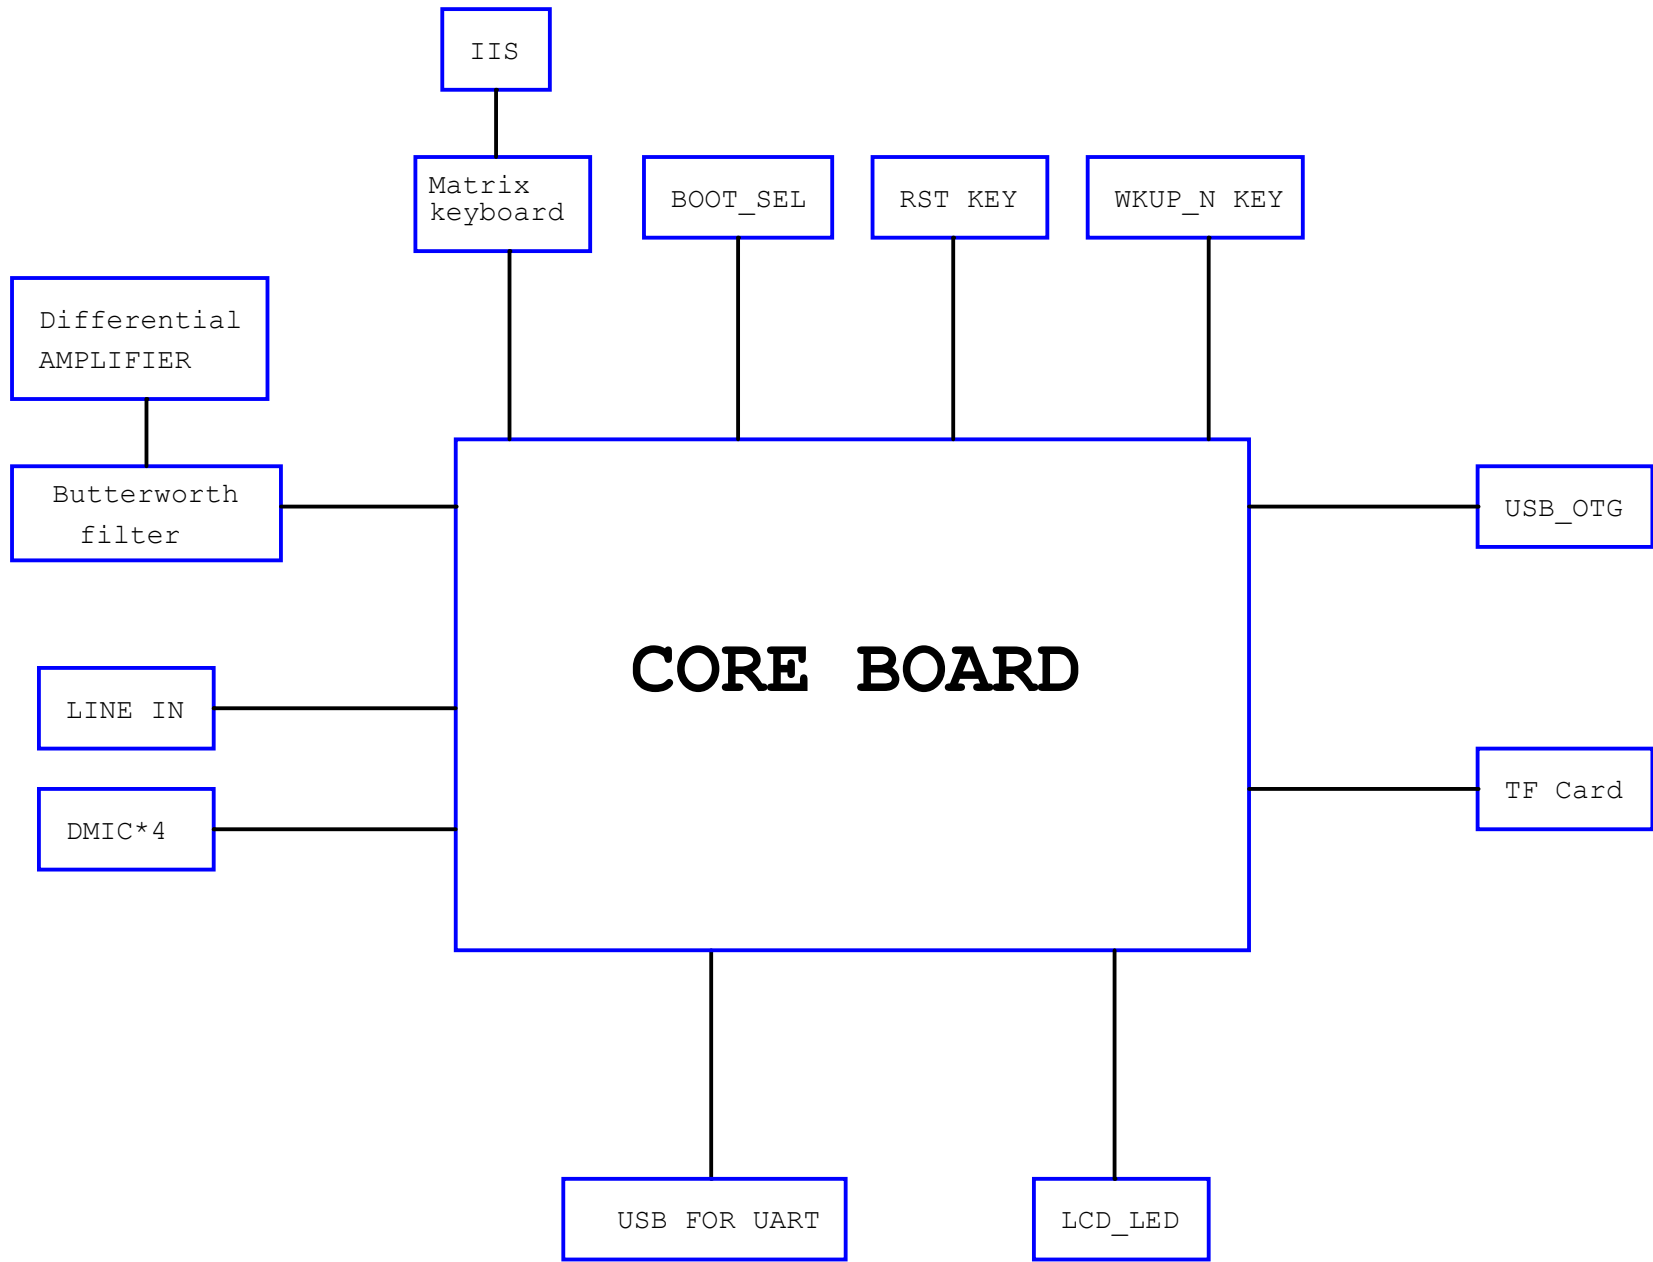 IIS
Matrix
keyboard
BOOT_SEL
RST KEY
WKUP_N KEY
Differential
AMPLIFIER
Butterworth
filter
USB_OTG
CORE BOARD
LINE IN
TF Card
DMIC*4
USB FOR UART
LCD_LED